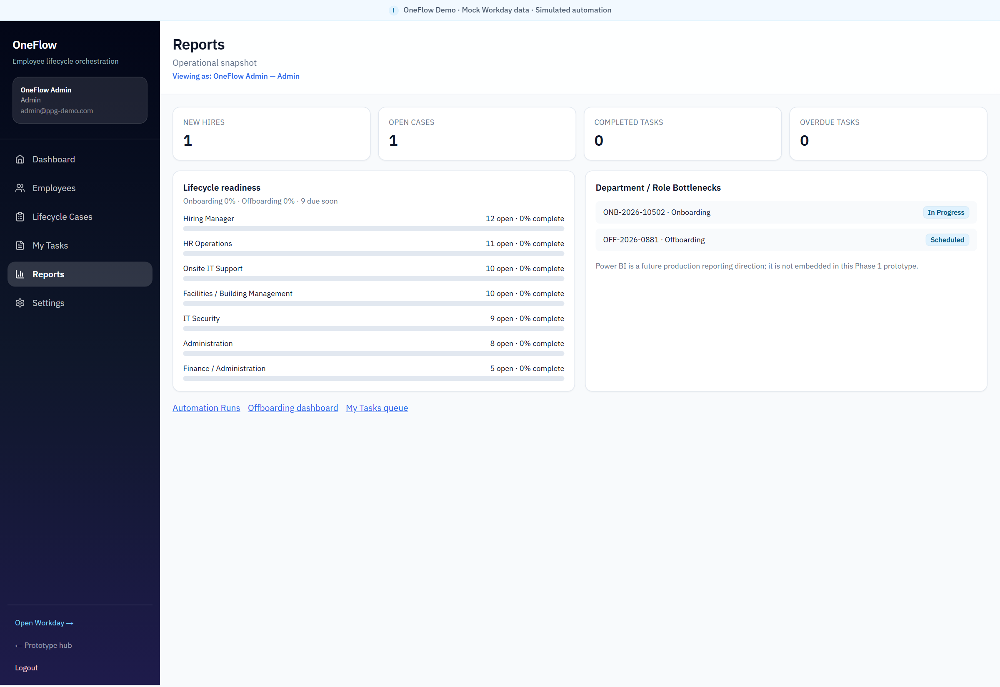 i OneFlow Demo · Mock Workday data · Simulated automation
OneFlow
Employee lifecycle orchestration
OneFlow Admin
Admin
admin@ppg-demo.com
Dashboard
Employees
Lifecycle Cases
My Tasks
Reports
Settings
Open Workday →
← Prototype hub
Logout
Reports
Operational snapshot
Viewing as: OneFlow Admin — Admin
NEW HIRES
1
OPEN CASES
1
COMPLETED TASKS
0
OVERDUE TASKS
0
Lifecycle readiness
Onboarding 0% · Offboarding 0% · 9 due soon
Hiring Manager 12 open · 0% complete
HR Operations 11 open · 0% complete
Onsite IT Support 10 open · 0% complete
Facilities / Building Management 10 open · 0% complete
IT Security 9 open · 0% complete
Administration 8 open · 0% complete
Finance / Administration 5 open · 0% complete
Department / Role Bottlenecks
ONB-2026-10502 · Onboarding In Progress
OFF-2026-0881 · Offboarding Scheduled
Power BI is a future production reporting direction; it is not embedded in this Phase 1 prototype.
Automation Runs Offboarding dashboard My Tasks queue